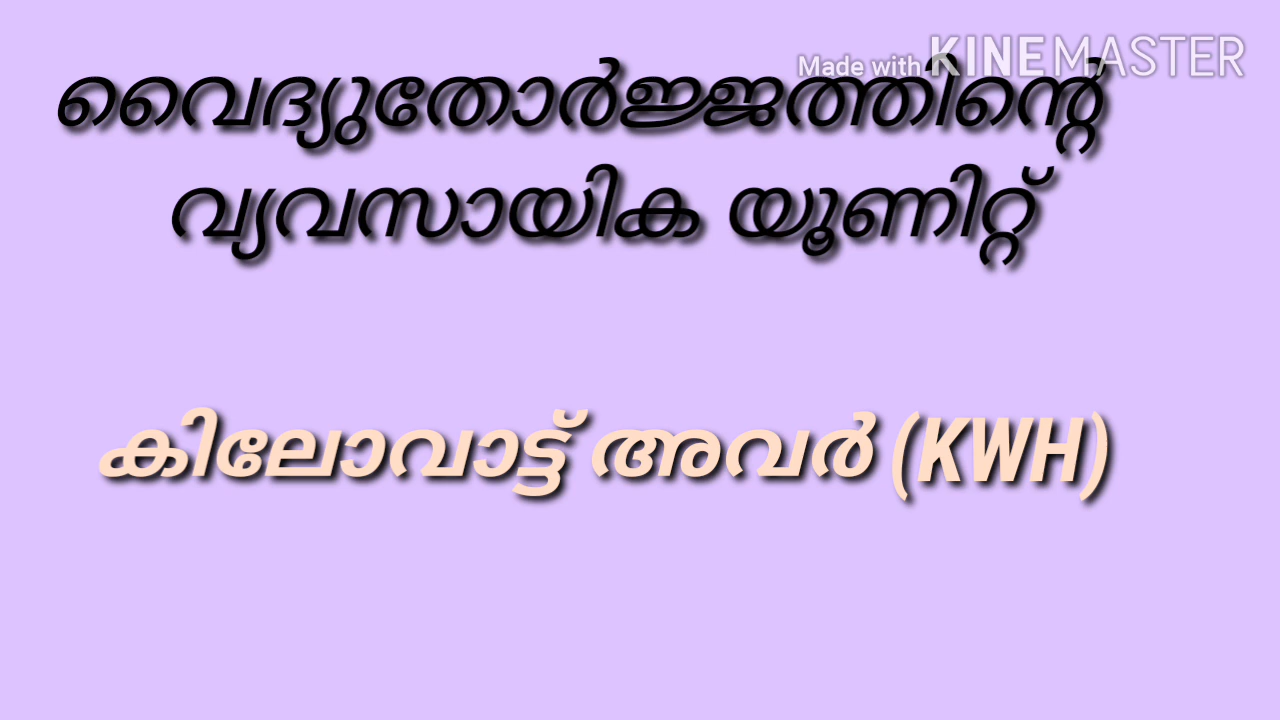 Made with KINEMASTER
വൈദ്യുതോർജ്ജത്തിന്റെ
വ്യവസായിക യൂണിറ്റ്
കിലോവാട്ട് അവർ (KWH)